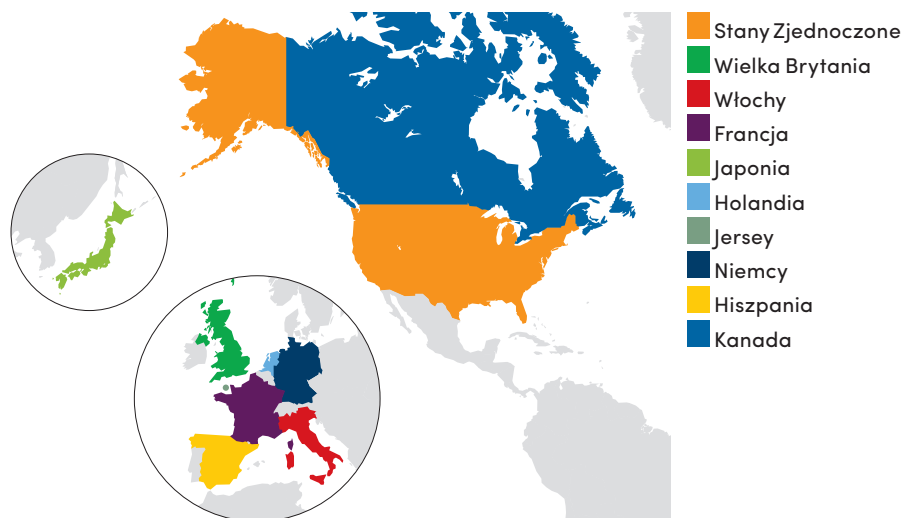 Stany Zjednoczone
Wielka Brytania
Włochy
Francja
Japonia
Holandia
Jersey
Niemcy
Hiszpania
Kanada